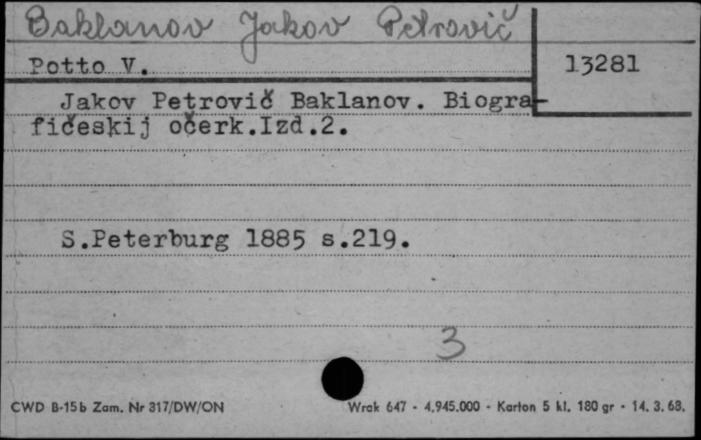 Baklanov Jakov Petrovič
Potto V.
13281
Jakov Petrovič Baklanov. Biogra-
fičeskij očerk.Izd.2.
S.Peterburg 1885 s.219.
3
CWD B-15b Zam. Nr 317/DW/ON
Wrak 647 - 4.945.000 - Karton 5 kl. 180 gr - 14. 3. 68.